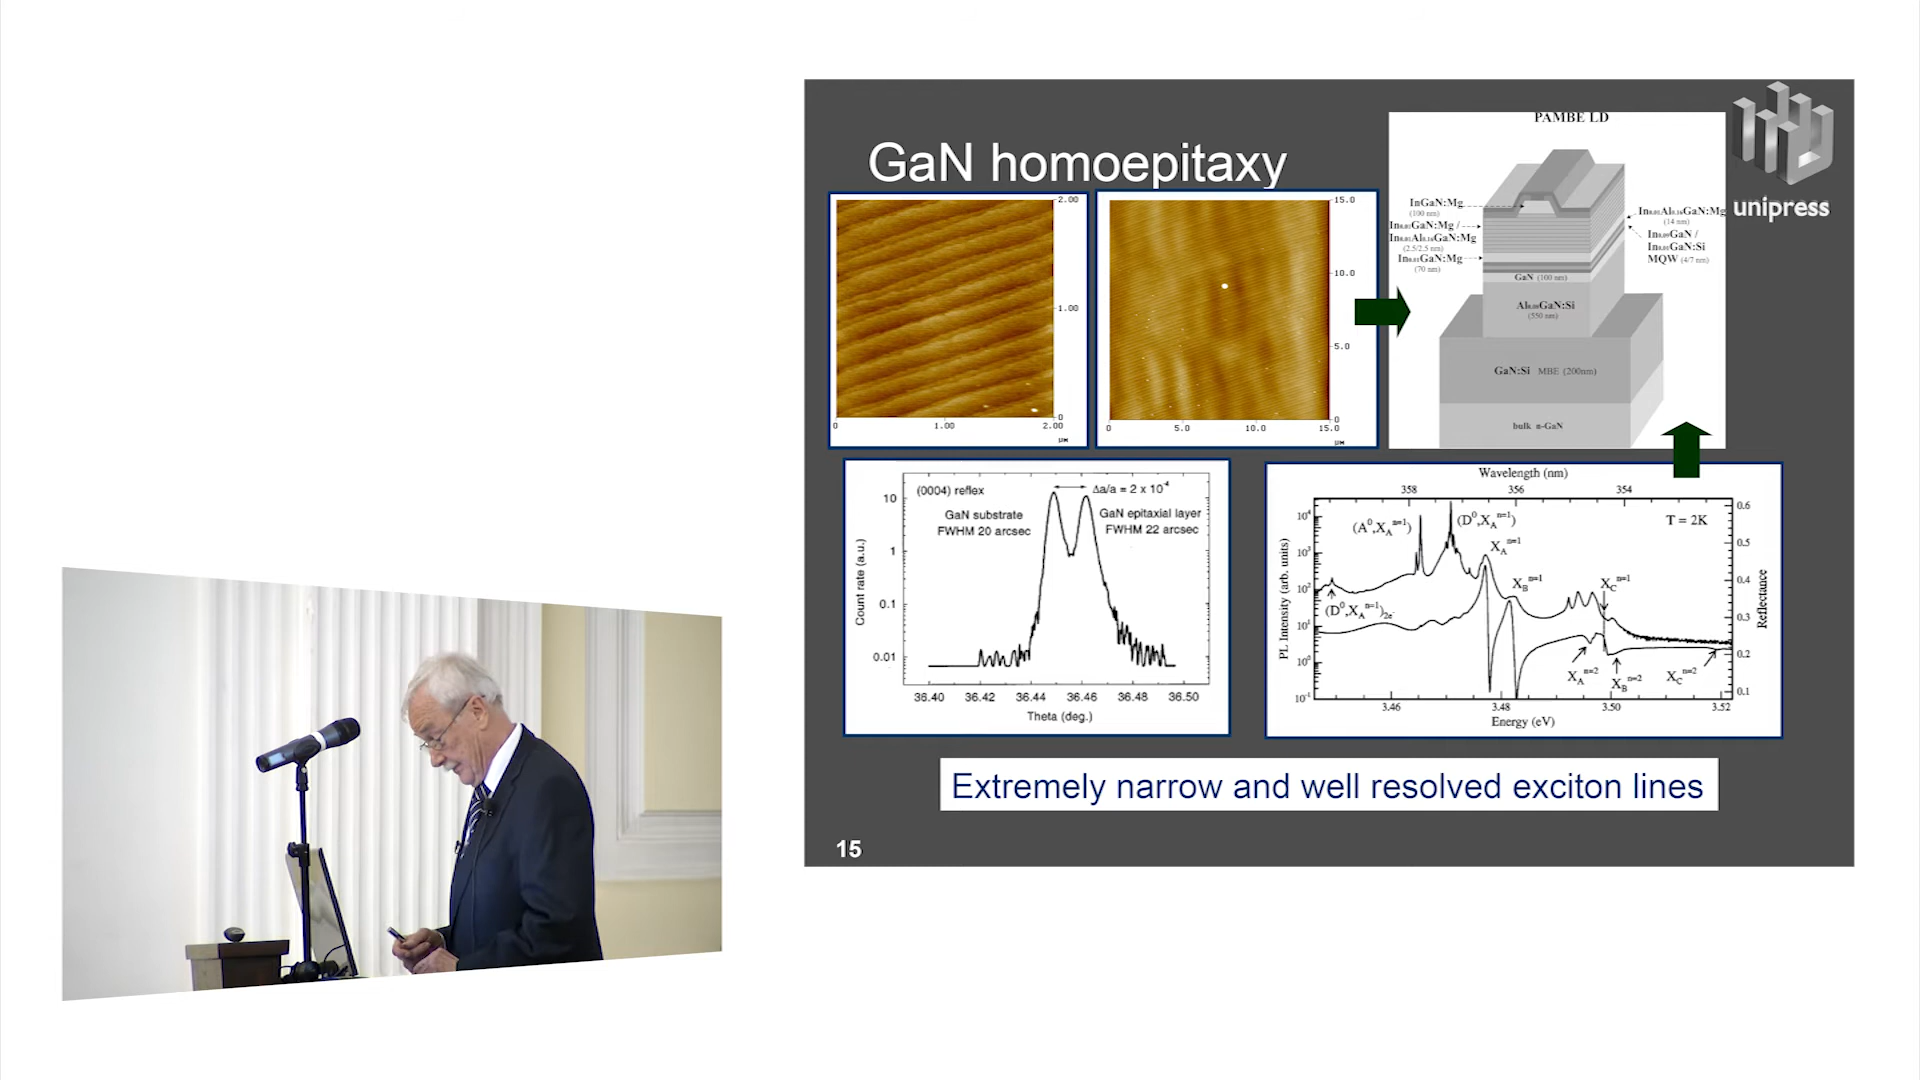 GaN homoepitaxy
unipress
2.00
1.00
0
0
1.00
2.00
µM
15.0
10.0
5.0
0
0
5.0
10.0
15.0
µM
PAMBE LD
InGaN:Mg
(100 nm)
In₀.₀₁GaN:Mg /
In₀.₀₁Al₀.₁₆GaN:Mg
(2.5/2.5 nm)
In₀.₀₁GaN:Mg
(70 nm)
In₀.₀₁Al₀.₁₆GaN:Mg
(14 nm)
In₀.₀₉GaN /
In₀.₀₁GaN:Si
MQW (4/7 nm)
GaN (100 nm)
Al₀.₀₈GaN:Si
(550 nm)
GaN:Si MBE (200nm)
bulk n-GaN
(0004) reflex
Δa/a = 2 x 10⁻⁴
GaN substrate
FWHM 20 arcsec
GaN epitaxial layer
FWHM 22 arcsec
Count rate (a.u.)
10
1
0.1
0.01
36.40 36.42 36.44 36.46 36.48 36.50
Theta (deg.)
Wavelength (nm)
358 356 354
PL Intensity (arb. units)
10⁴
10³
10²
10¹
10⁰
10⁻¹
(A⁰,X_A^n=1)
(D⁰,X_A^n=1)
T = 2K
X_A^n=1
X_B^n=1
X_C^n=1
(D⁰,X_A^n=1)2e⁻
X_A^n=2
X_B^n=2
X_C^n=2
0.6
0.5
0.4
0.3
0.2
0.1
Reflectance
3.46 3.48 3.50 3.52
Energy (eV)
Extremely narrow and well resolved exciton lines
15